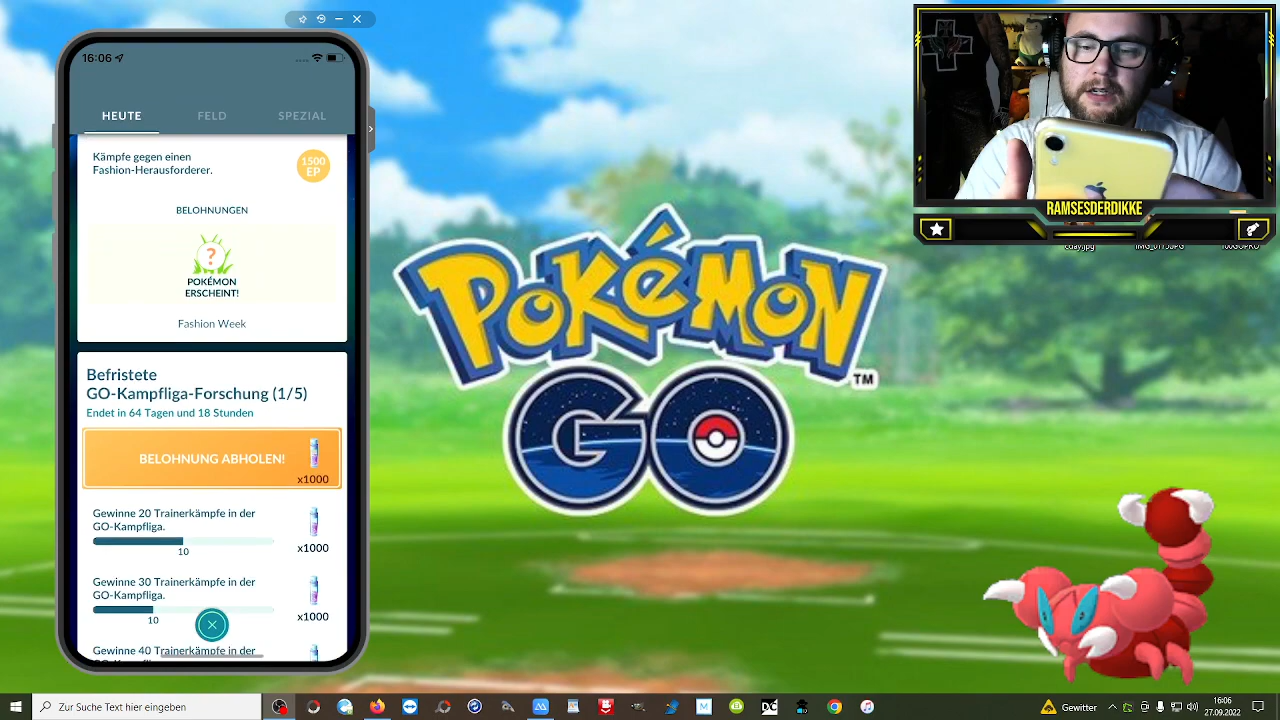 16:06
HEUTE
FELD
SPEZIAL
Kämpfe gegen einen
Fashion-Herausforderer.
1500
EP
BELOHNUNGEN
?
POKÉMON
ERSCHEINT!
Fashion Week
Befristete
GO-Kampfliga-Forschung (1/5)
Endet in 64 Tagen und 18 Stunden
BELOHNUNG ABHOLEN!
x1000
Gewinne 20 Trainerkämpfe in der
GO-Kampfliga.
10
x1000
Gewinne 30 Trainerkämpfe in der
GO-Kampfliga.
10
x1000
Gewinne 40 Trainerkämpfe in der
POKÉMON
GO
TM
RAMSESDERDIKKE
Zur Suche Text hier eingeben
Gewitter
16:06
27.09.2022